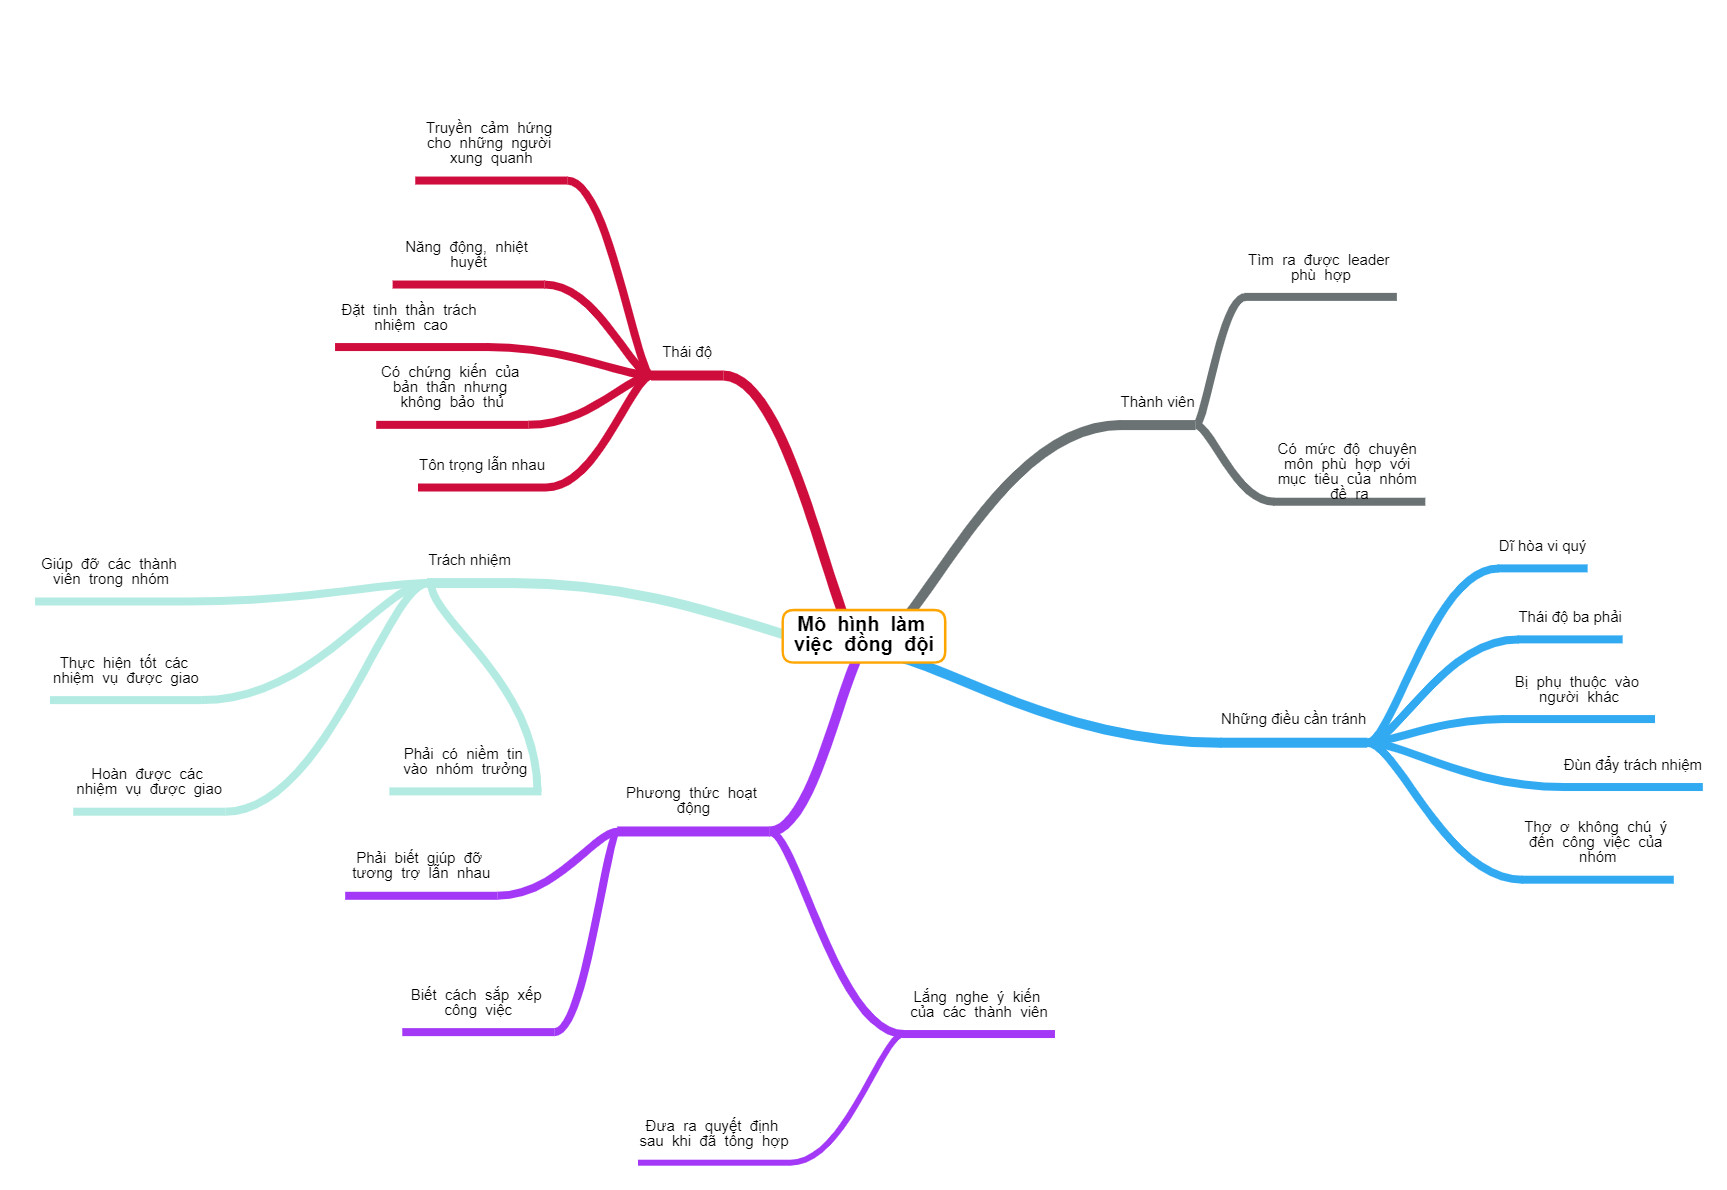 Truyền cảm hứng
cho những người
xung quanh
Năng động, nhiệt
huyết
Đặt tinh thần trách
nhiệm cao
Có chứng kiến của
bản thân nhưng
không bảo thủ
Tôn trọng lẫn nhau
Thái độ
Tìm ra được leader
phù hợp
Thành viên
Có mức độ chuyên
môn phù hợp với
mục tiêu của nhóm
đề ra
Trách nhiệm
Giúp đỡ các thành
viên trong nhóm
Thực hiện tốt các
nhiệm vụ được giao
Hoàn được các
nhiệm vụ được giao
Phải có niềm tin
vào nhóm trưởng
Mô hình làm
việc đồng đội
Dĩ hòa vi quý
Thái độ ba phải
Bị phụ thuộc vào
người khác
Những điều cần tránh
Đùn đẩy trách nhiệm
Thơ ơ không chú ý
đến công việc của
nhóm
Phương thức hoạt
động
Phải biết giúp đỡ
tương trợ lẫn nhau
Biết cách sắp xếp
công việc
Lắng nghe ý kiến
của các thành viên
Đưa ra quyết định
sau khi đã tổng hợp